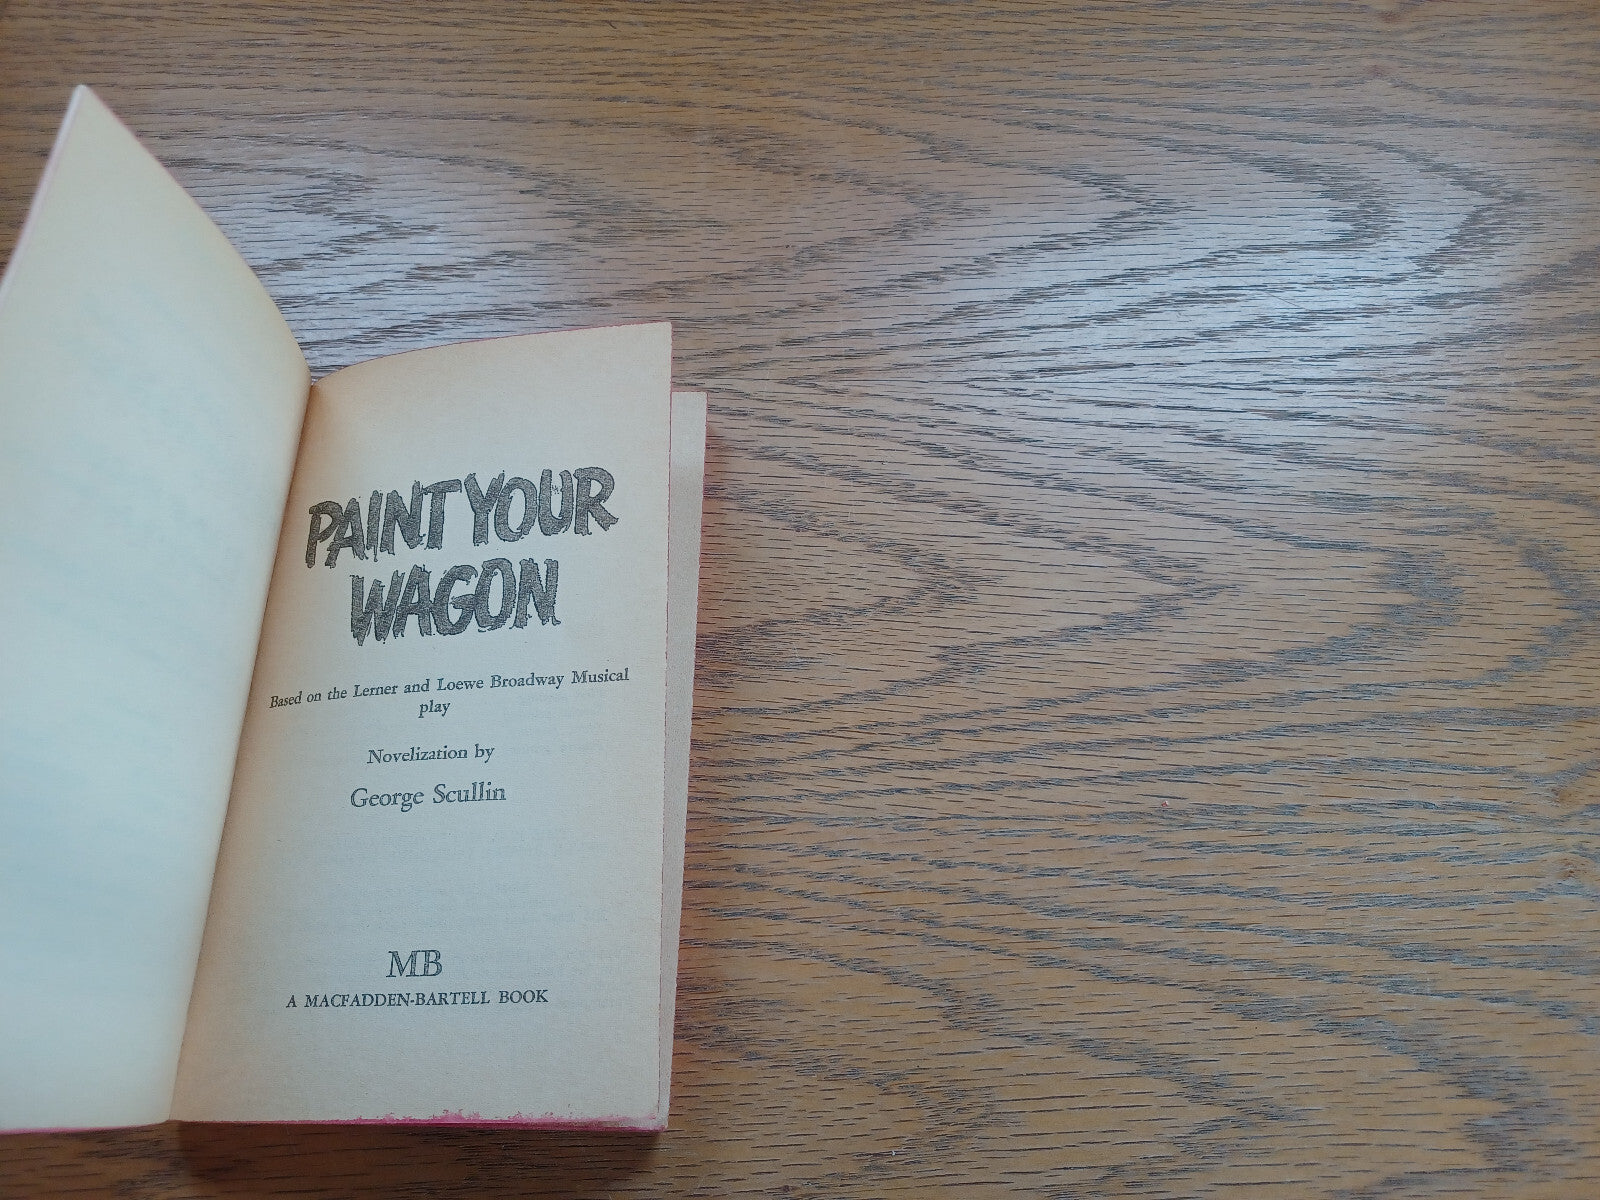 PAINT YOUR
WAGON
Based on the Lerner and Loewe Broadway Musical
play
Novelization by
George Scullin
MB
A MACFADDEN-BARTELL BOOK